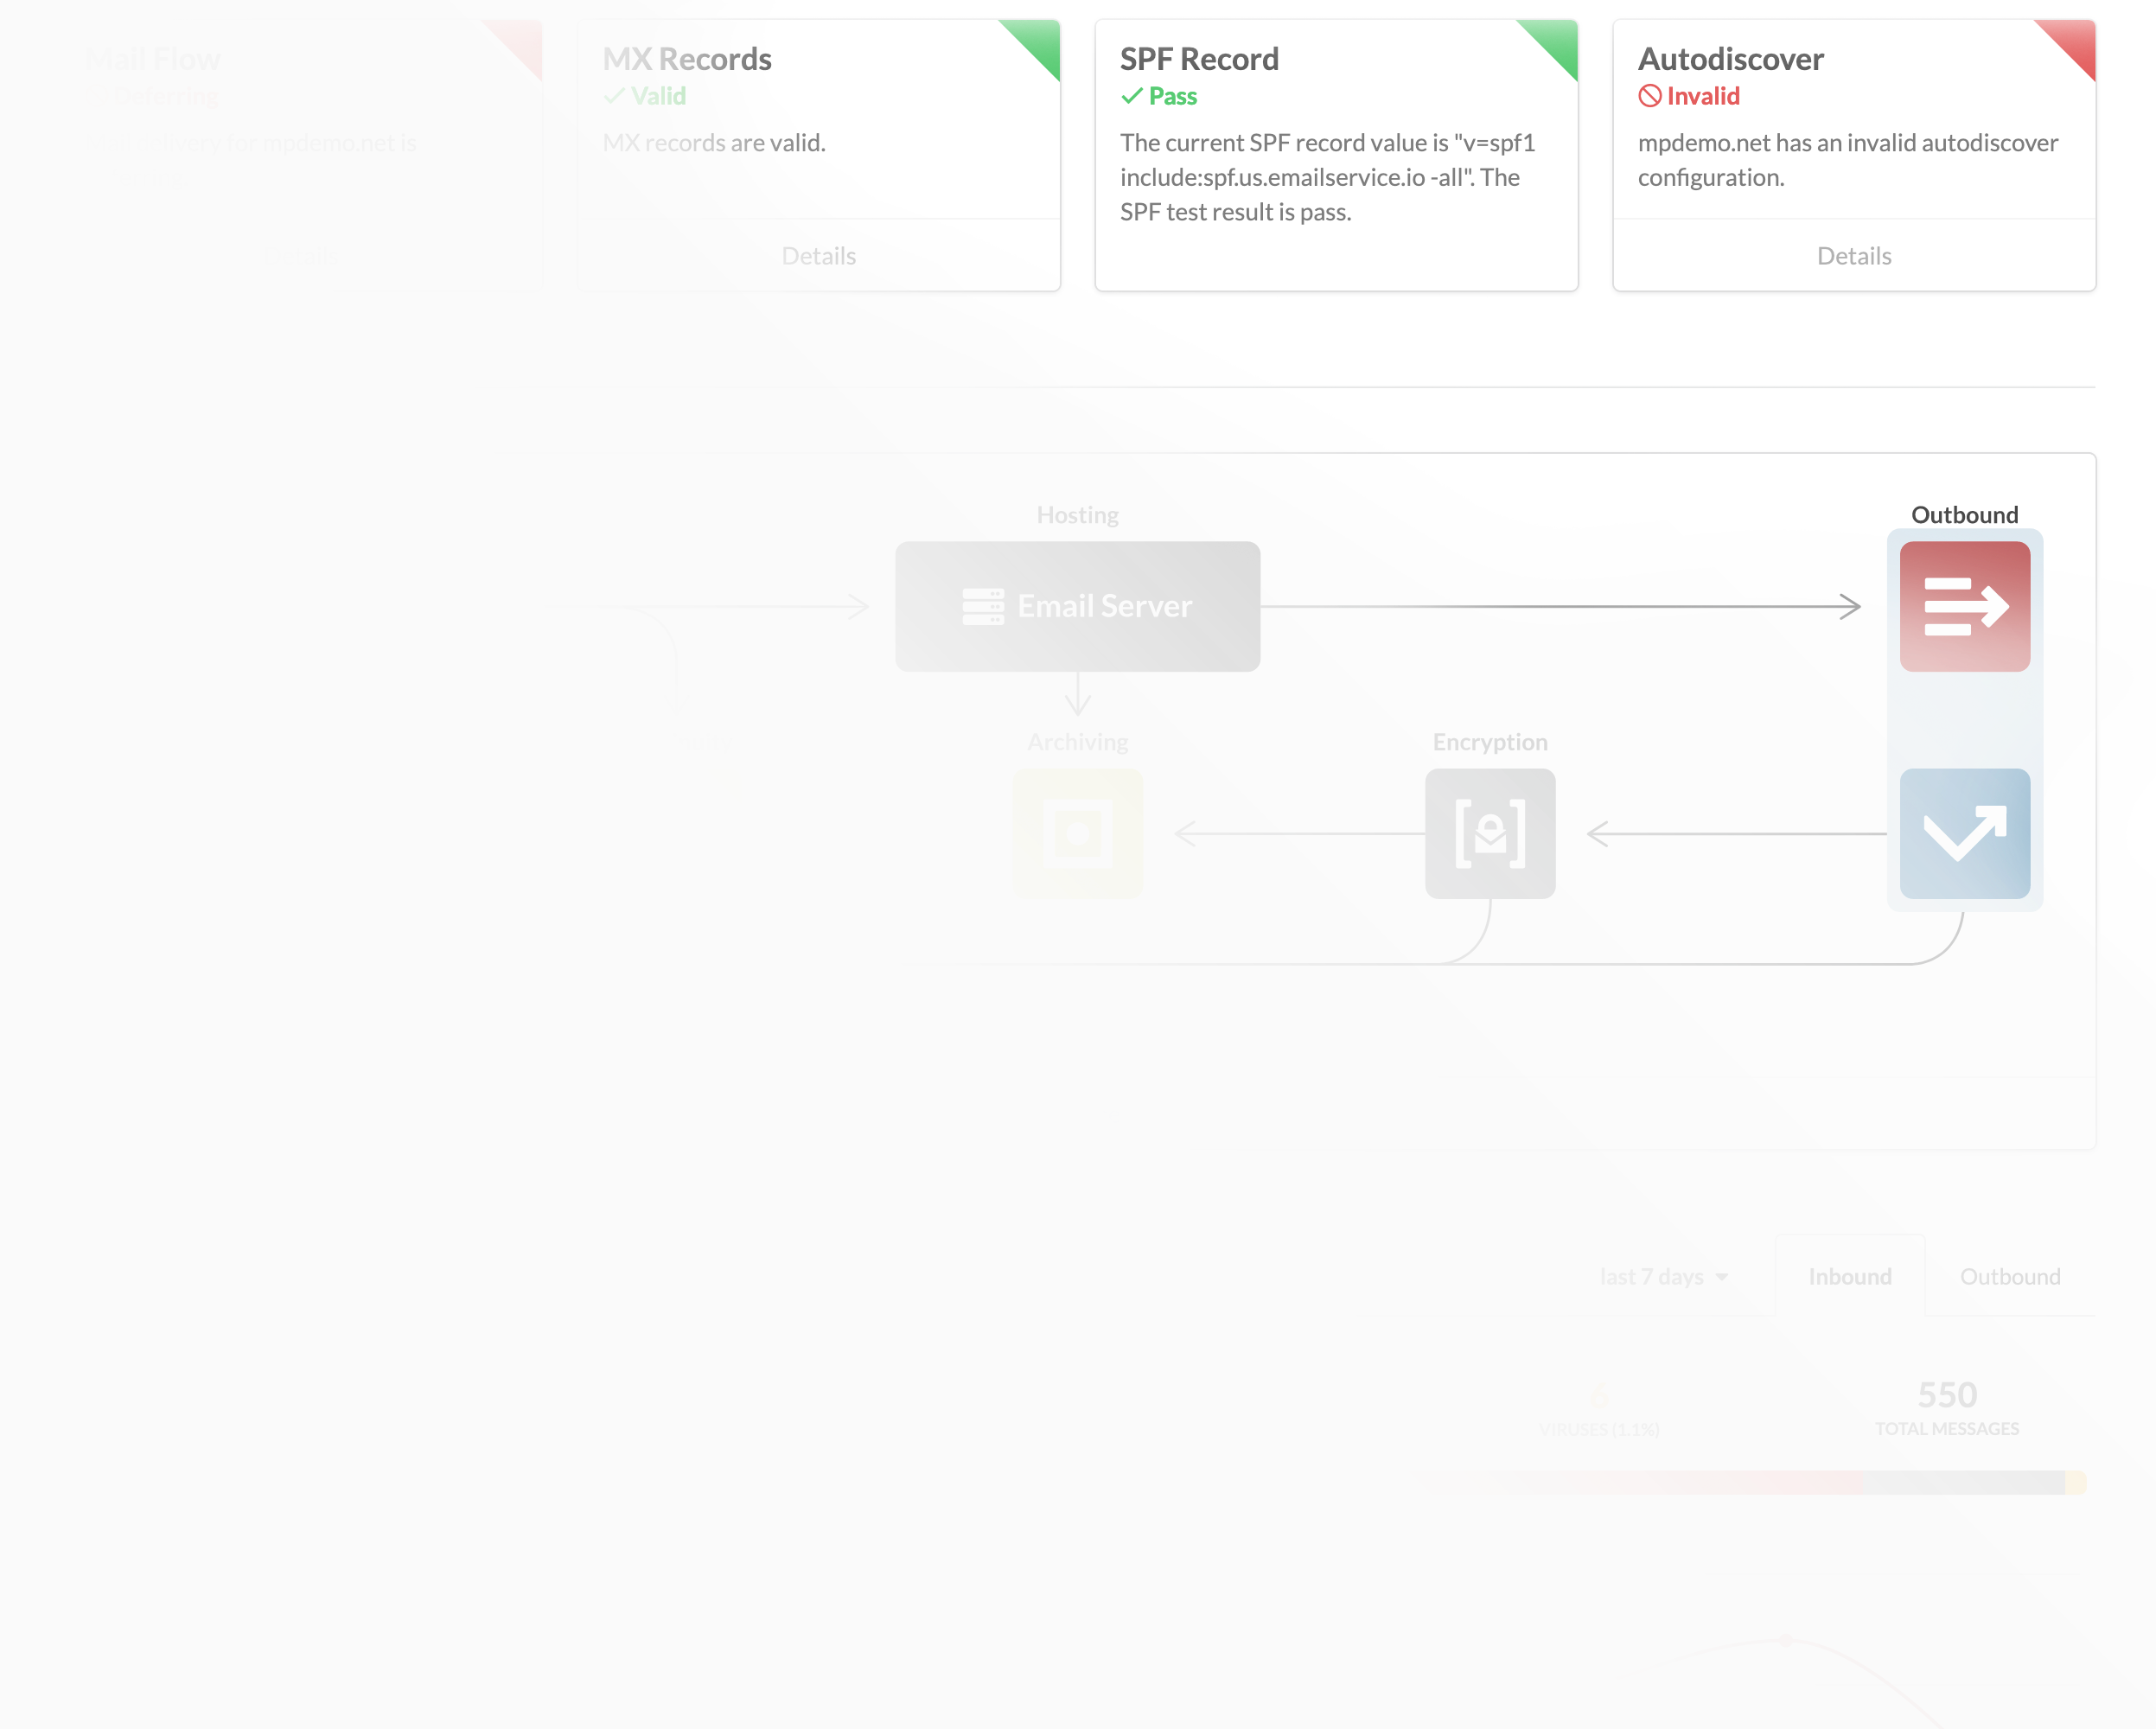 Mail Flow
Deferring
for mpdemo.net is
MX Records
Valid
MX records are valid.
Details
SPF Record
Pass
The current SPF record value is "v=spf1
include:spf.us.emailservice.io -all". The
SPF test result is pass.
Autodiscover
Invalid
mpdemo.net has an invalid autodiscover
configuration.
Details
Hosting
Outbound
Email Server
Archiving
Encryption
last 7 days
Inbound
Outbound
6
550
VIRUSES (1.1%)
TOTAL MESSAGES